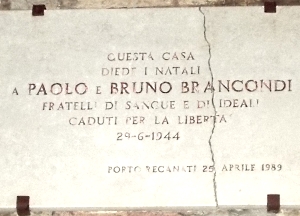 QUESTA CASA
DIEDE I NATALI
A PAOLO E BRUNO BRANCONDI
FRATELLI DI SANGUE E DI IDEALI
CADUTI PER LA LIBERTA'
29-6-1944
PORTO RECANATI 25 APRILE 1989